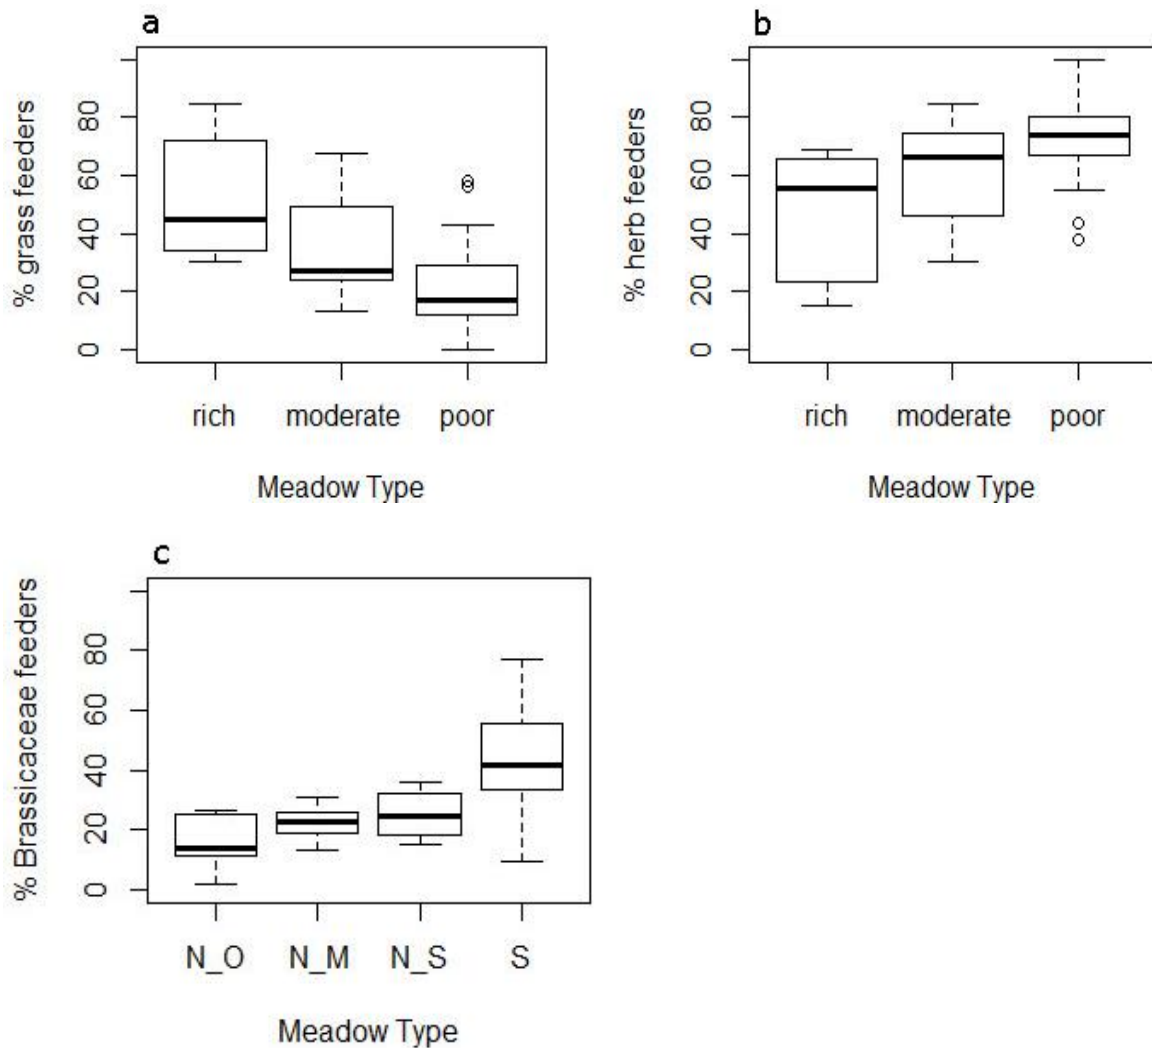 a
% grass feeders
80
60
40
20
0
rich moderate poor
Meadow Type
b
% herb feeders
80
60
40
20
0
rich moderate poor
Meadow Type
c
% Brassicaceae feeders
80
60
40
20
0
N_O N_M N_S S
Meadow Type